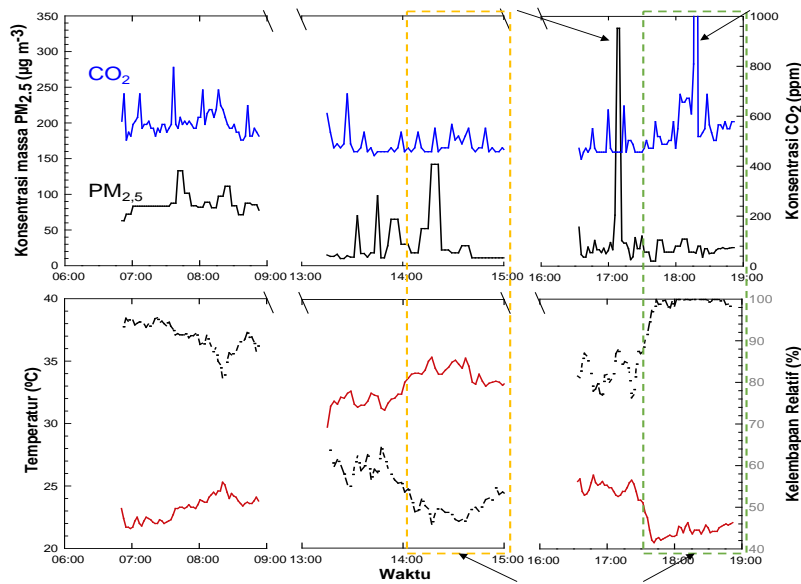 Konsentrasi massa PM2.5 (µg m-3)
350
300
250
200
150
100
50
0
CO2
PM2,5
1000
800
600
400
200
0
Konsentrasi CO2 (ppm)
06:00 07:00 08:00 09:00 13:00 14:00 15:00 16:00 17:00 18:00 19:00
Temperatur (ºC)
40
35
30
25
20
100
90
80
70
60
50
40
Kelembapan Relatif (%)
06:00 07:00 08:00 09:00 13:00 14:00 15:00 16:00 17:00 18:00 19:00
Waktu